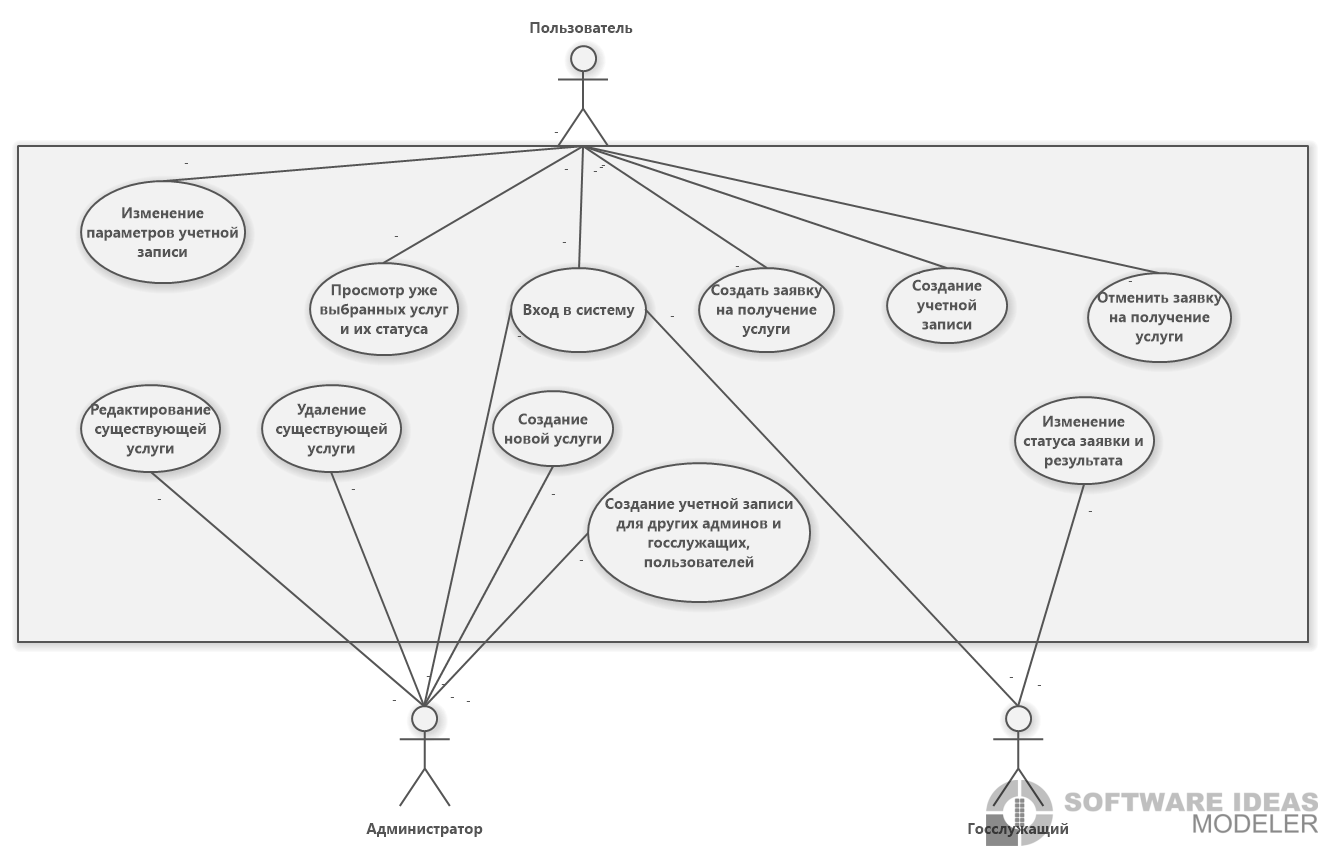 Пользователь
Изменение
параметров учетной
записи
Просмотр уже
выбранных услуг
и их статуса
Вход в систему
Создать заявку
на получение
услуги
Создание
учетной
записи
Отменить заявку
на получение
услуги
Редактирование
существующей
услуги
Удаление
существующей
услуги
Создание
новой услуги
Изменение
статуса заявки и
результата
Создание учетной записи
для других админов и
госслужащих,
пользователей
Администратор
Госслужащий
SOFTWARE IDEAS
MODELER